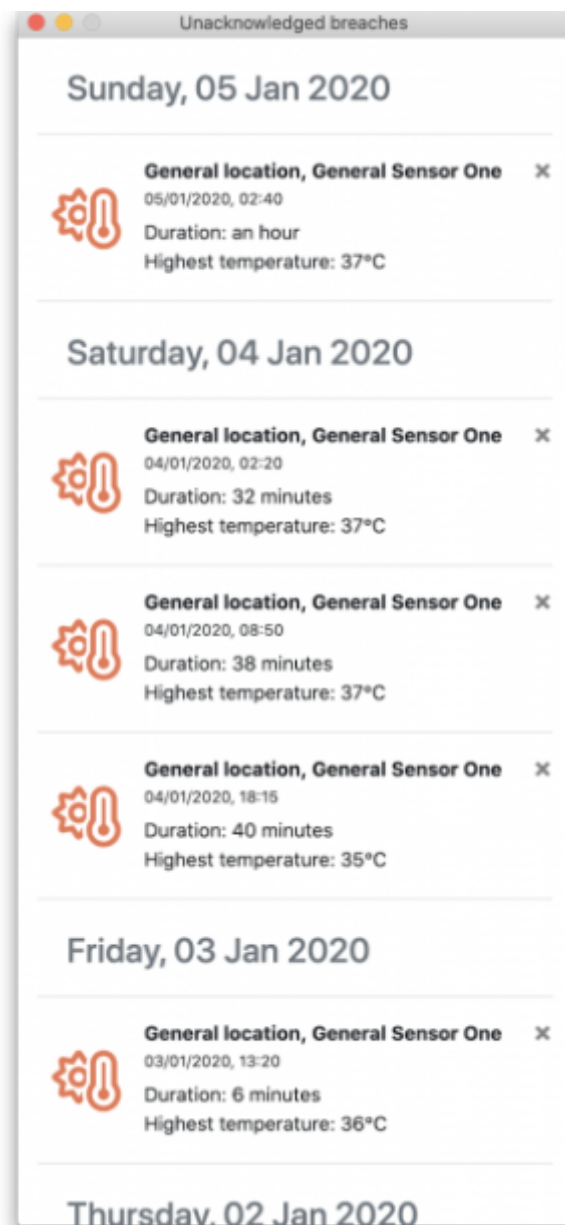 Unacknowledged breaches
Sunday, 05 Jan 2020
General location, General Sensor One
05/01/2020, 02:40
Duration: an hour
Highest temperature: 37°C
Saturday, 04 Jan 2020
General location, General Sensor One
04/01/2020, 02:20
Duration: 32 minutes
Highest temperature: 37°C
General location, General Sensor One
04/01/2020, 08:50
Duration: 38 minutes
Highest temperature: 37°C
General location, General Sensor One
04/01/2020, 18:15
Duration: 40 minutes
Highest temperature: 35°C
Friday, 03 Jan 2020
General location, General Sensor One
03/01/2020, 13:20
Duration: 6 minutes
Highest temperature: 36°C
Thursday, 02 Jan 2020